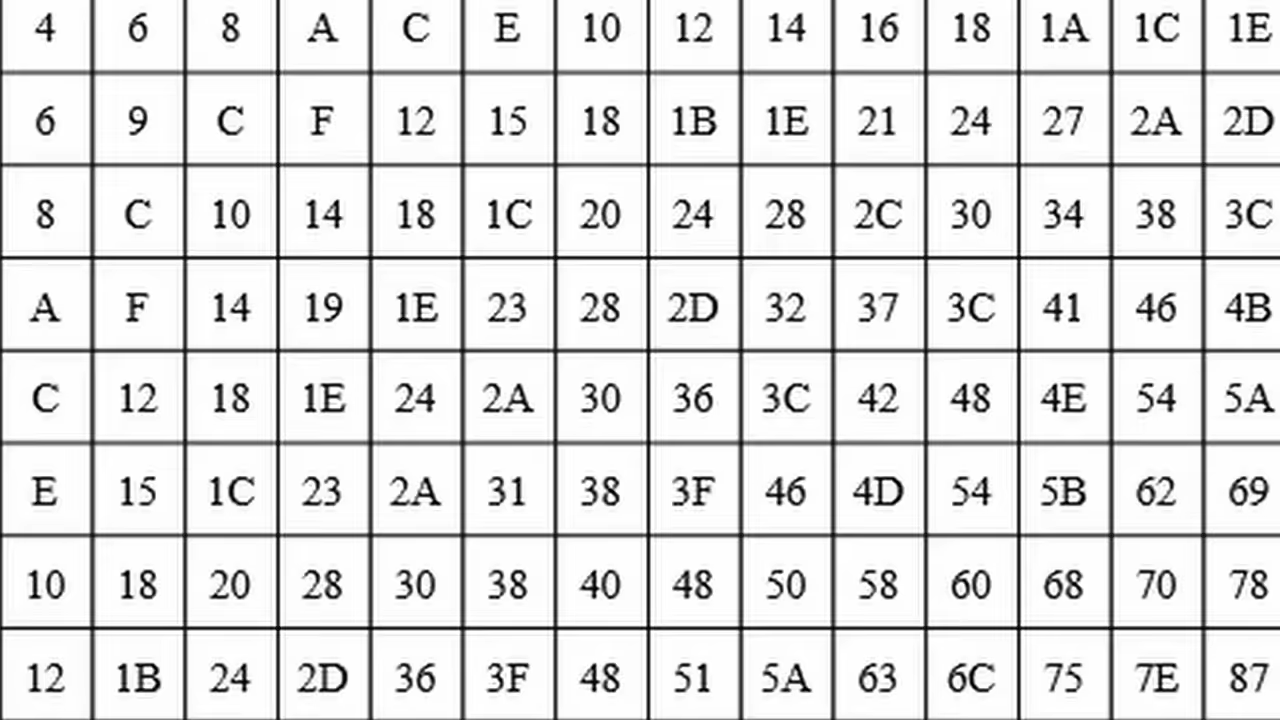 4 6 8 A C E 10 12 14 16 18 1A 1C 1E
6 9 C F 12 15 18 1B 1E 21 24 27 2A 2D
8 C 10 14 18 1C 20 24 28 2C 30 34 38 3C
A F 14 19 1E 23 28 2D 32 37 3C 41 46 4B
C 12 18 1E 24 2A 30 36 3C 42 48 4E 54 5A
E 15 1C 23 2A 31 38 3F 46 4D 54 5B 62 69
10 18 20 28 30 38 40 48 50 58 60 68 70 78
12 1B 24 2D 36 3F 48 51 5A 63 6C 75 7E 87